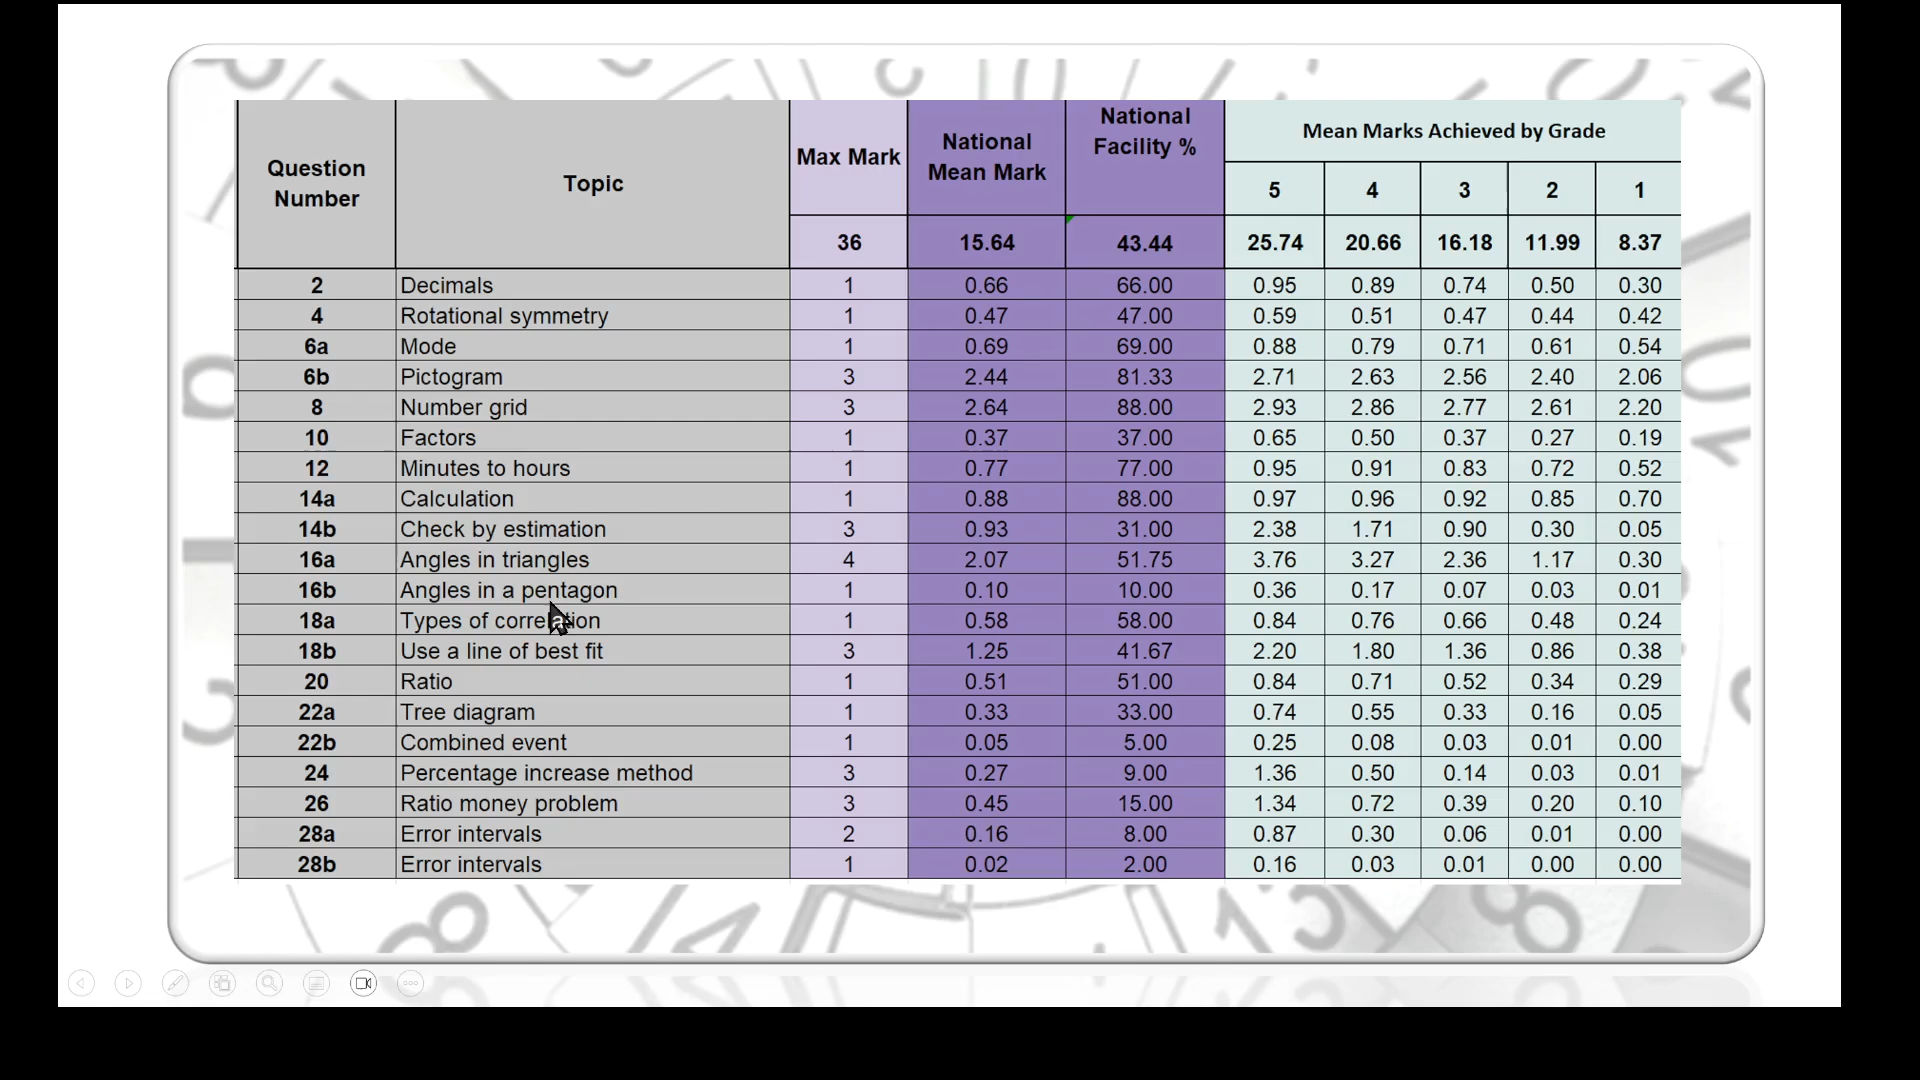 Question Number Topic Max Mark National Mean Mark National Facility % Mean Marks Achieved by Grade
5 4 3 2 1
36 15.64 43.44 25.74 20.66 16.18 11.99 8.37
2 Decimals 1 0.66 66.00 0.95 0.89 0.74 0.50 0.30
4 Rotational symmetry 1 0.47 47.00 0.59 0.51 0.47 0.44 0.42
6a Mode 1 0.69 69.00 0.88 0.79 0.71 0.61 0.54
6b Pictogram 3 2.44 81.33 2.71 2.63 2.56 2.40 2.06
8 Number grid 3 2.64 88.00 2.93 2.86 2.77 2.61 2.20
10 Factors 1 0.37 37.00 0.65 0.50 0.37 0.27 0.19
12 Minutes to hours 1 0.77 77.00 0.95 0.91 0.83 0.72 0.52
14a Calculation 1 0.88 88.00 0.97 0.96 0.92 0.85 0.70
14b Check by estimation 3 0.93 31.00 2.38 1.71 0.90 0.30 0.05
16a Angles in triangles 4 2.07 51.75 3.76 3.27 2.36 1.17 0.30
16b Angles in a pentagon 1 0.10 10.00 0.36 0.17 0.07 0.03 0.01
18a Types of correlation 1 0.58 58.00 0.84 0.76 0.66 0.48 0.24
18b Use a line of best fit 3 1.25 41.67 2.20 1.80 1.36 0.86 0.38
20 Ratio 1 0.51 51.00 0.84 0.71 0.52 0.34 0.29
22a Tree diagram 1 0.33 33.00 0.74 0.55 0.33 0.16 0.05
22b Combined event 1 0.05 5.00 0.25 0.08 0.03 0.01 0.00
24 Percentage increase method 3 0.27 9.00 1.36 0.50 0.14 0.03 0.01
26 Ratio money problem 3 0.45 15.00 1.34 0.72 0.39 0.20 0.10
28a Error intervals 2 0.16 8.00 0.87 0.30 0.06 0.01 0.00
28b Error intervals 1 0.02 2.00 0.16 0.03 0.01 0.00 0.00